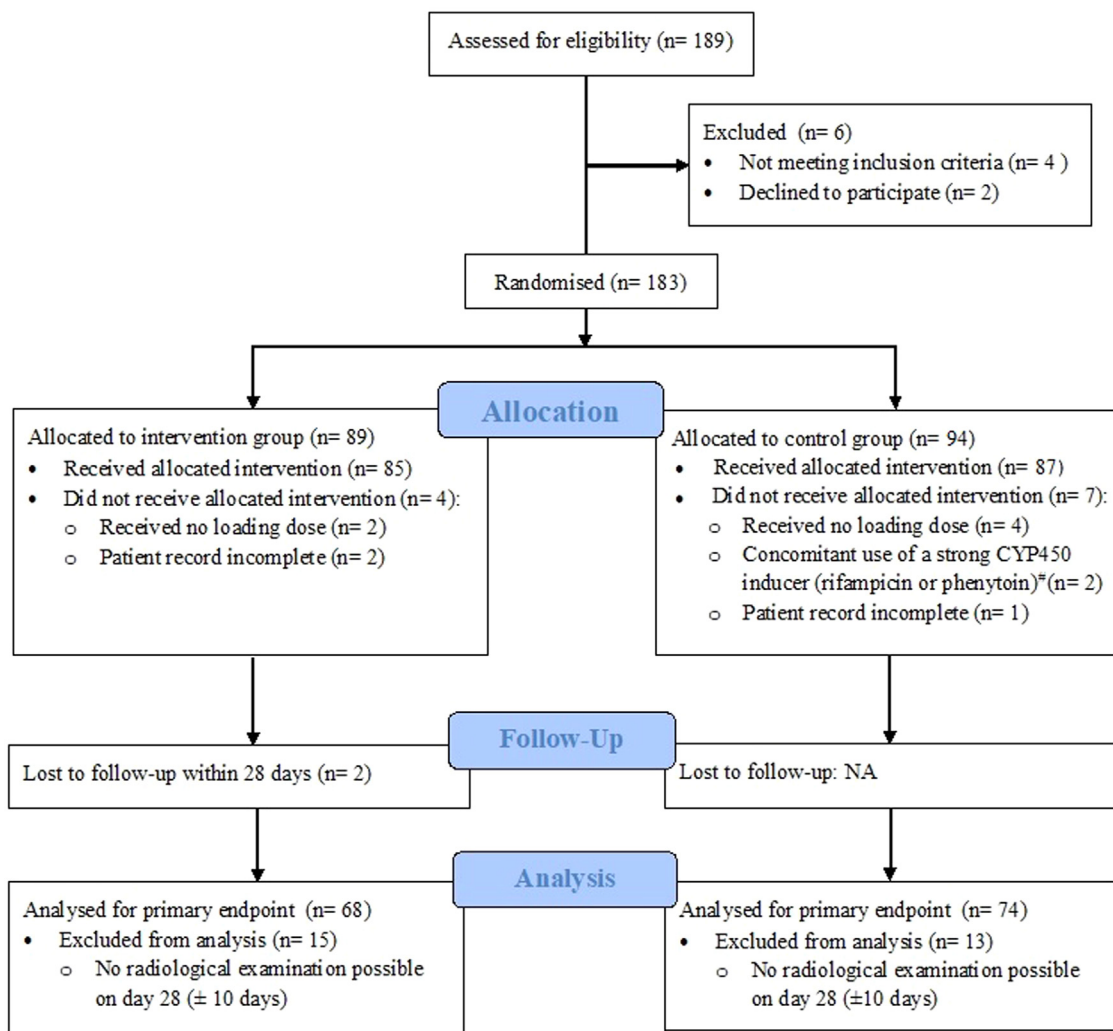 Assessed for eligibility (n= 189)
Excluded (n= 6)
• Not meeting inclusion criteria (n= 4 )
• Declined to participate (n= 2)
Randomised (n= 183)
Allocation
Allocated to intervention group (n= 89)
• Received allocated intervention (n= 85)
• Did not receive allocated intervention (n= 4):
o Received no loading dose (n= 2)
o Patient record incomplete (n= 2)
Allocated to control group (n= 94)
• Received allocated intervention (n= 87)
• Did not receive allocated intervention (n= 7):
o Received no loading dose (n= 4)
o Concomitant use of a strong CYP450
inducer (rifampicin or phenytoin)# (n= 2)
o Patient record incomplete (n= 1)
Follow-Up
Lost to follow-up within 28 days (n= 2)
Lost to follow-up: NA
Analysis
Analysed for primary endpoint (n= 68)
• Excluded from analysis (n= 15)
o No radiological examination possible
on day 28 (± 10 days)
Analysed for primary endpoint (n= 74)
• Excluded from analysis (n= 13)
o No radiological examination possible
on day 28 (±10 days)